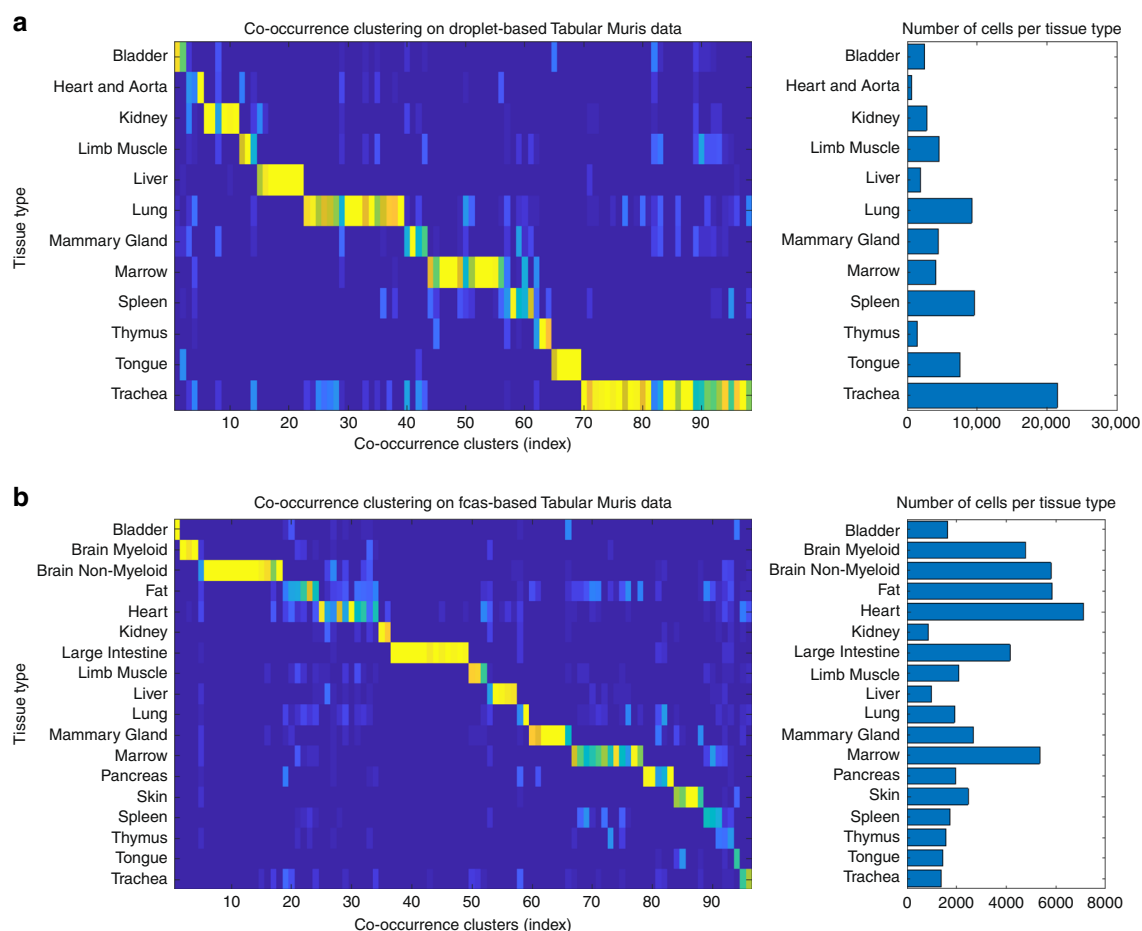 a
Co-occurrence clustering on droplet-based Tabular Muris data
Number of cells per tissue type
Tissue type
Bladder
Heart and Aorta
Kidney
Limb Muscle
Liver
Lung
Mammary Gland
Marrow
Spleen
Thymus
Tongue
Trachea
10 20 30 40 50 60 70 80 90
Co-occurrence clusters (index)
Bladder
Heart and Aorta
Kidney
Limb Muscle
Liver
Lung
Mammary Gland
Marrow
Spleen
Thymus
Tongue
Trachea
0 10,000 20,000 30,000
b
Co-occurrence clustering on fcas-based Tabular Muris data
Number of cells per tissue type
Tissue type
Bladder
Brain Myeloid
Brain Non-Myeloid
Fat
Heart
Kidney
Large Intestine
Limb Muscle
Liver
Lung
Mammary Gland
Marrow
Pancreas
Skin
Spleen
Thymus
Tongue
Trachea
10 20 30 40 50 60 70 80 90
Co-occurrence clusters (index)
Bladder
Brain Myeloid
Brain Non-Myeloid
Fat
Heart
Kidney
Large Intestine
Limb Muscle
Liver
Lung
Mammary Gland
Marrow
Pancreas
Skin
Spleen
Thymus
Tongue
Trachea
0 2000 4000 6000 8000